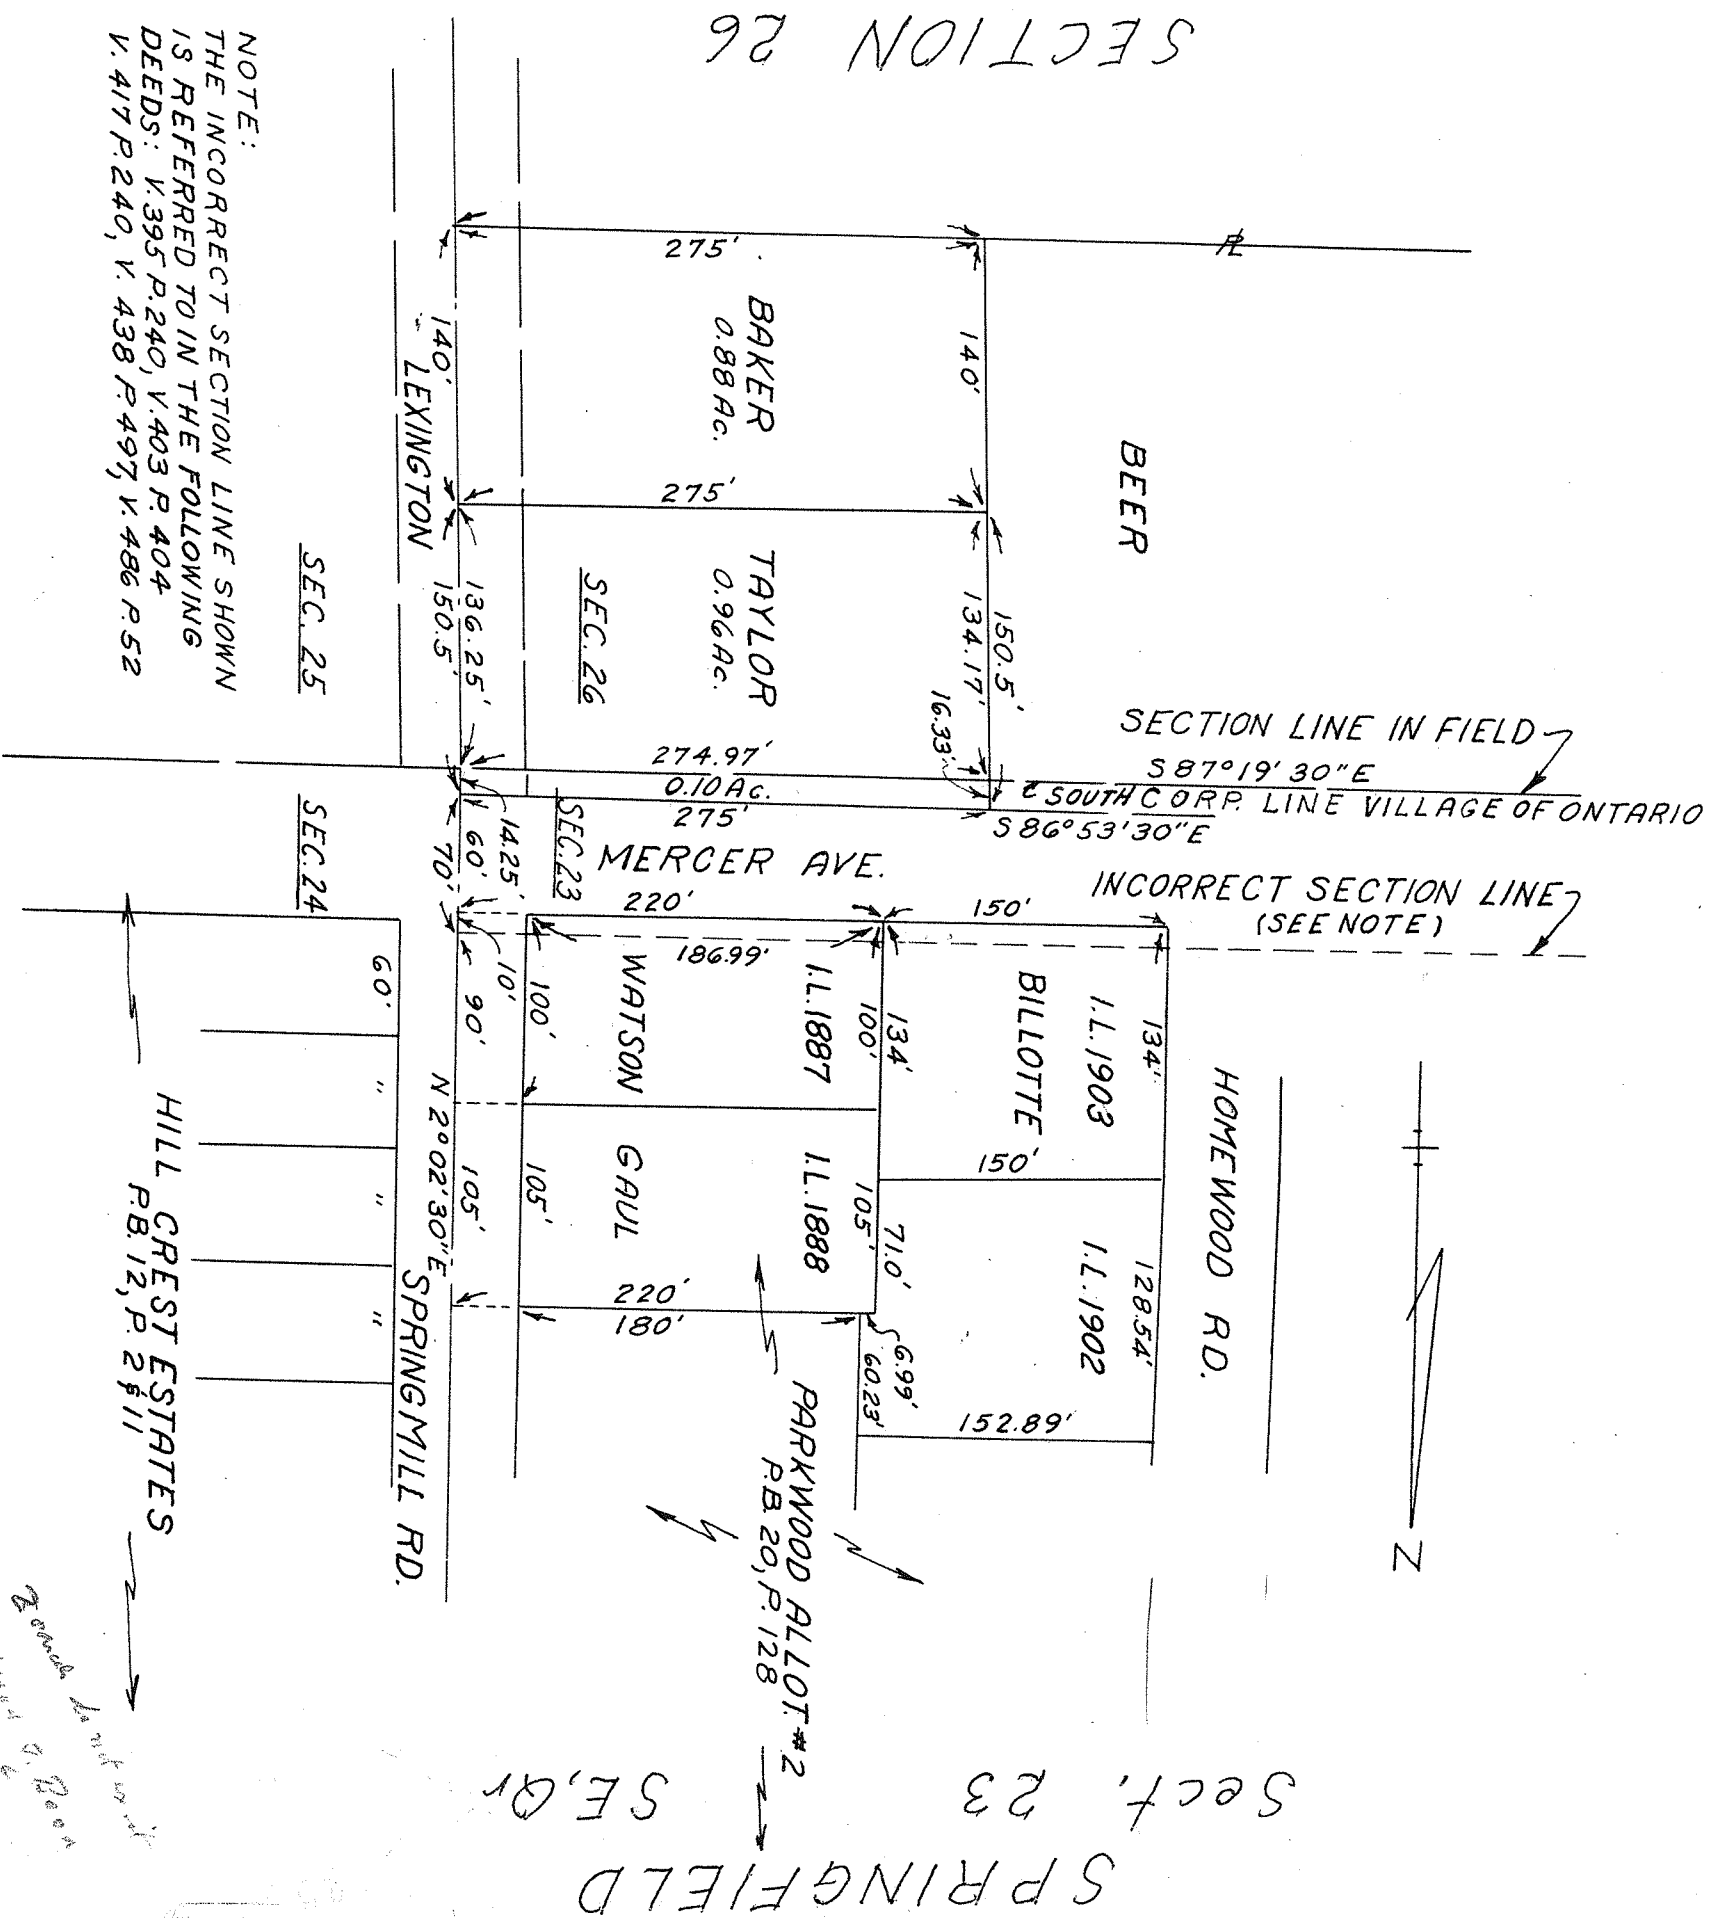 SECTION 26
NOTE:
THE INCORRECT SECTION LINE SHOWN
IS REFERRED TO IN THE FOLLOWING
DEEDS: V.395 P.240, V.403 P. 404
V. 417 P.240, V. 438 P.497, V. 486 P.52
275'
BAKER
0.88 Ac.
140'
140'
LEXINGTON
275'
BEER
TAYLOR
0.96 Ac.
150.5'
134.17'
16.33'
136.25'
150.5'
SEC. 26
SEC. 25
SECTION LINE IN FIELD
S 87° 19' 30" E
274.97'
0.10 Ac.
275'
SOUTH CORP. LINE VILLAGE OF ONTARIO
S 86° 53' 30" E
MERCER AVE.
SEC. 23
SEC. 24
14.25'
60'
70'
INCORRECT SECTION LINE
(SEE NOTE)
220'
150'
186.99'
10'
90'
100'
WATSON
I.L. 1887
100'
134'
BILLOTTE
I.L. 1903
134'
HOMEWOOD RD.
60'
"
"
"
N 2° 02' 30" E
105'
105'
GAUL
I.L. 1888
105'
71.0'
150'
I.L. 1902
128.54'
220'
180'
6.99'
60.23'
152.89'
SPRINGMILL RD.
HILL CREST ESTATES
P.B. 12, P. 2 & 11
PARKWOOD ALLOT. #2
P.B. 20, P. 128
N
Sect. 23 SE, Qr
SPRINGFIELD